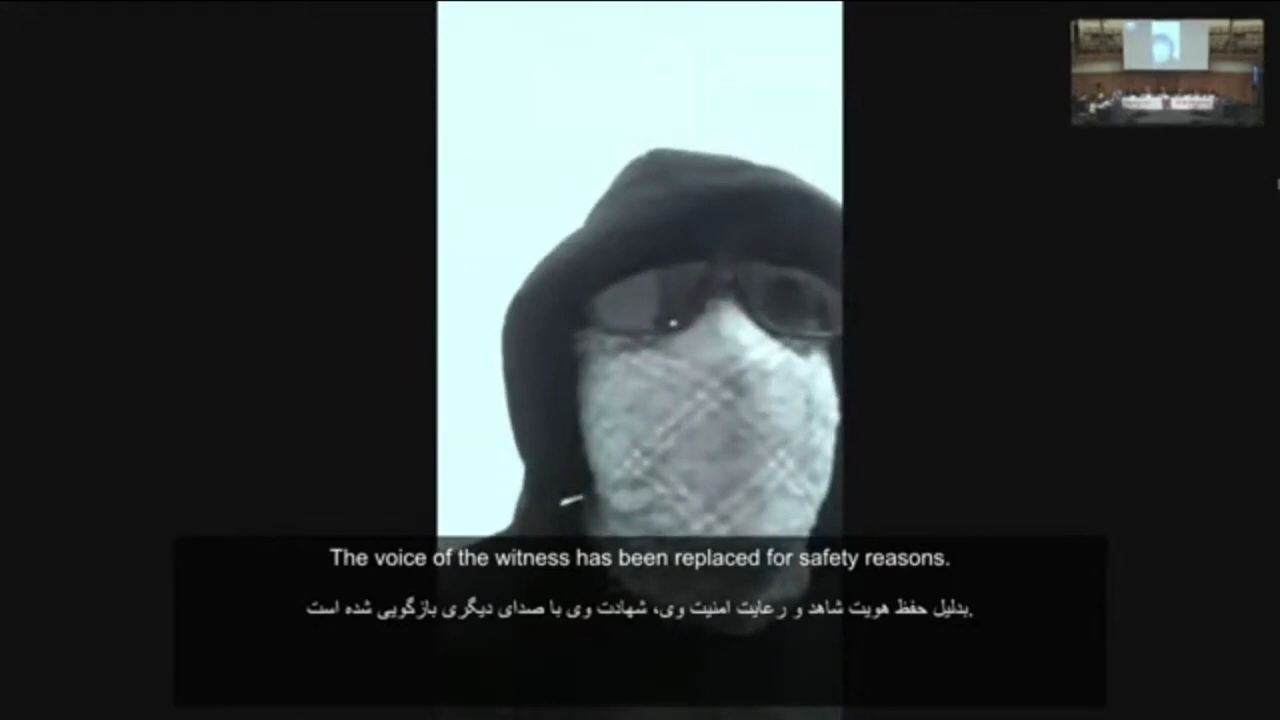 The voice of the witness has been replaced for safety reasons.
بدلیل حفظ هویت شاهد و رعایت امنیت وی، شهادت وی با صدای دیگری بازگویی شده است.